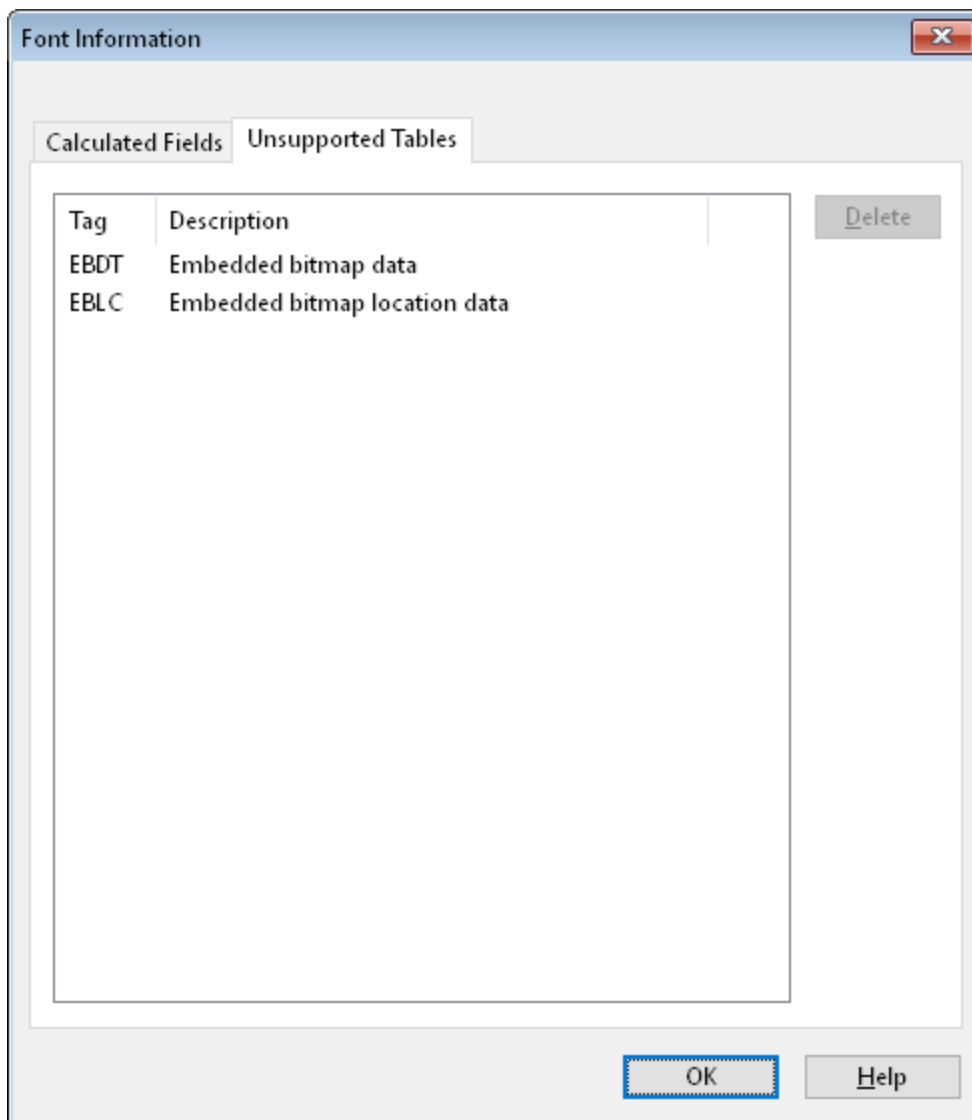 Font Information
Calculated Fields Unsupported Tables
Tag Description Delete
EBDT Embedded bitmap data
EBLC Embedded bitmap location data
OK Help